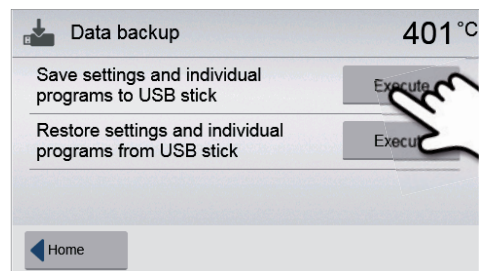 Data backup
401 °C
Save settings and individual
programs to USB stick
Execute
Restore settings and individual
programs from USB stick
Home